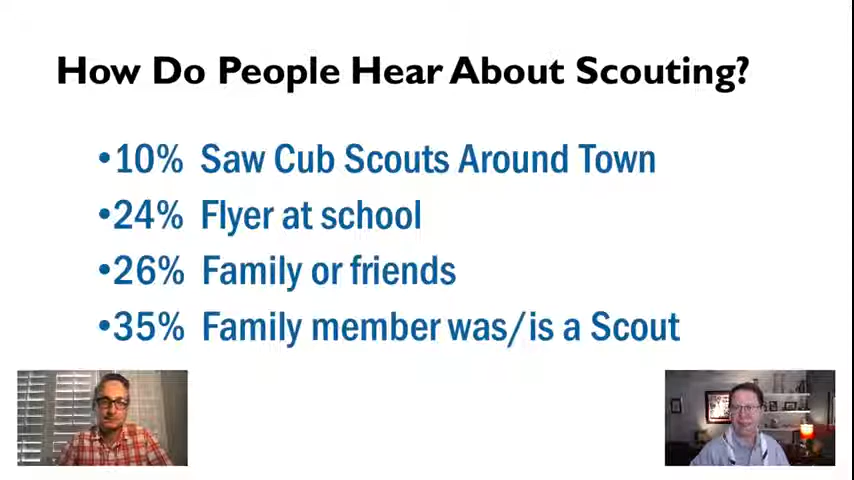 How Do People Hear About Scouting?
•10% Saw Cub Scouts Around Town
•24% Flyer at school
•26% Family or friends
•35% Family member was/is a Scout